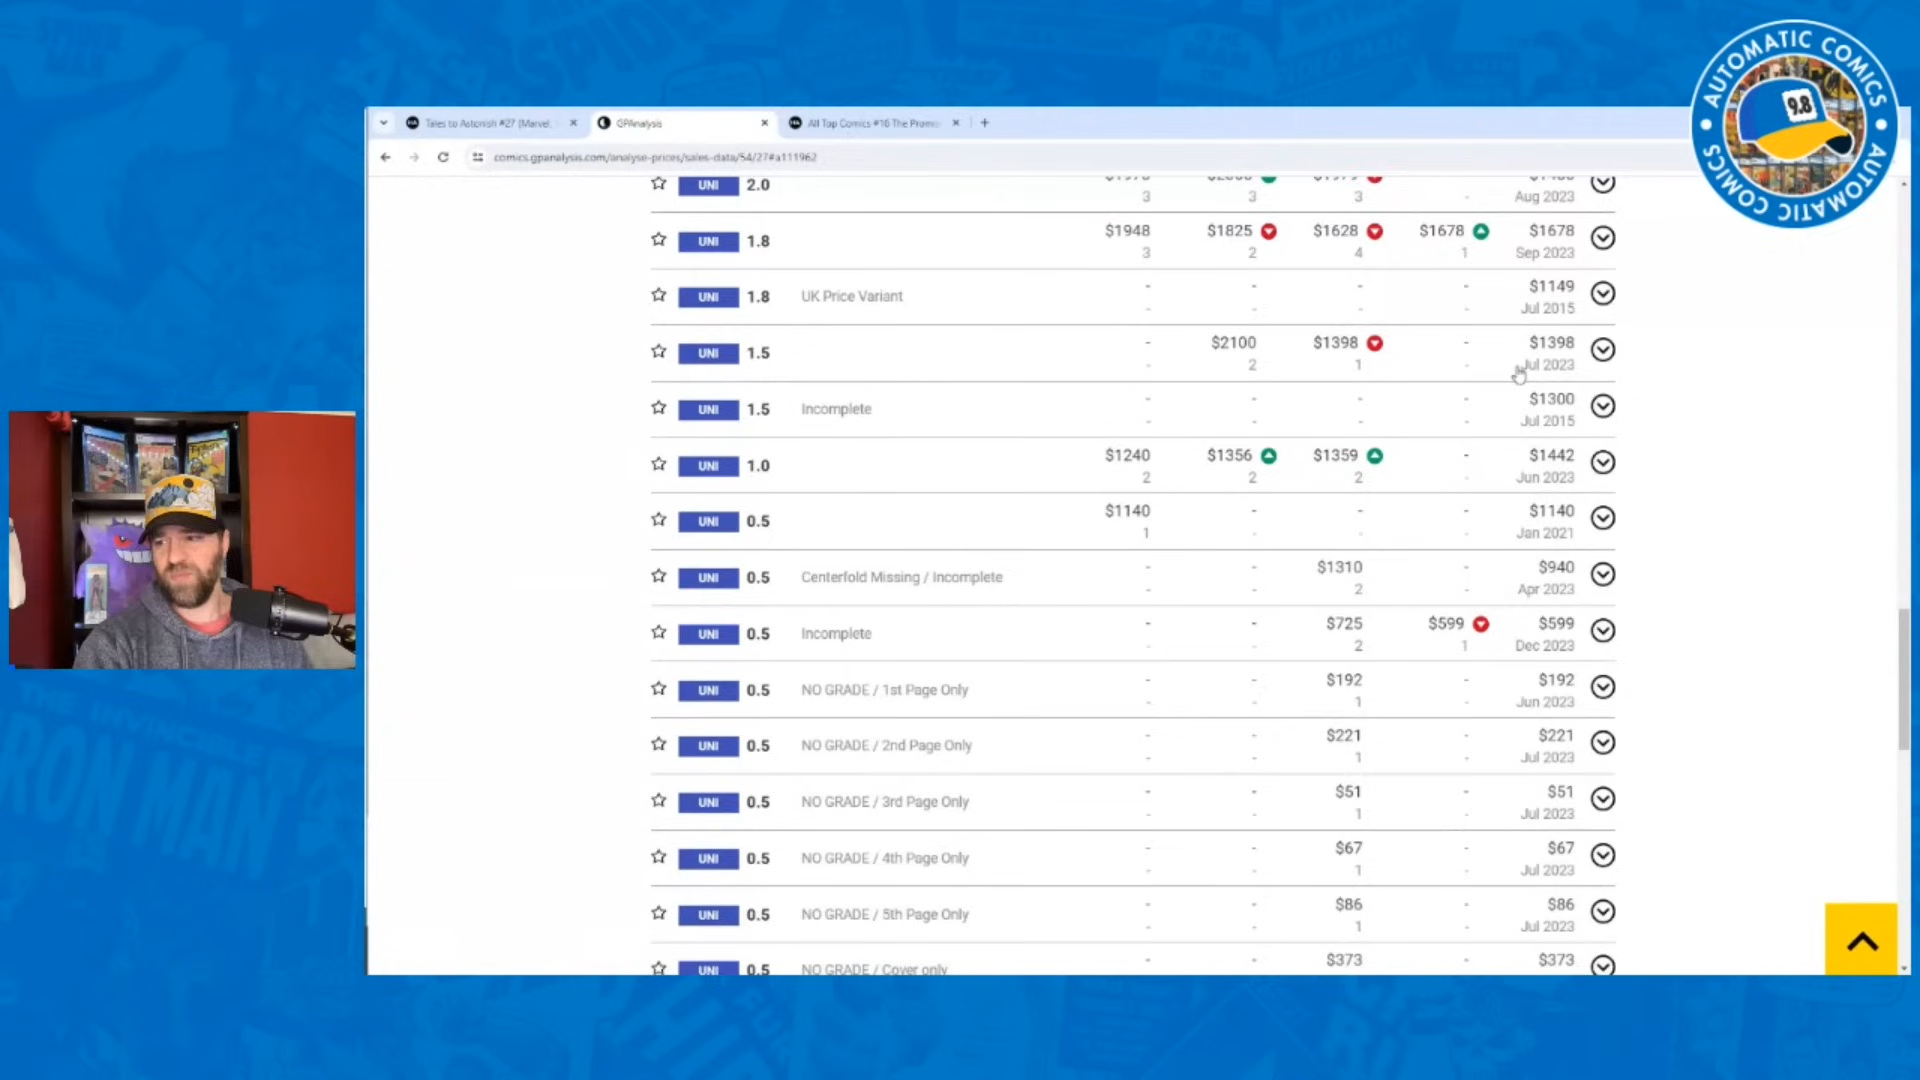 AUTOMATIC COMICS
AUTOMATIC COMICS
9.8
Tales to Astonish #27 (Marvel,
GPAnalysis
All Top Comics #16 The Promo
comics.gpanalysis.com/analyse-prices/sales-data/54/27#a111962
UNI 2.0
3 3 3 - Aug 2023
UNI 1.8 $1948 $1825 $1628 $1678 $1678
3 2 4 1 Sep 2023
UNI 1.8 UK Price Variant - - - - $1149
- - - - Jul 2015
UNI 1.5 - $2100 $1398 - $1398
- 2 1 - Jul 2023
UNI 1.5 Incomplete - - - - $1300
- - - - Jul 2015
UNI 1.0 $1240 $1356 $1359 - $1442
2 2 2 - Jun 2023
UNI 0.5 $1140 - - - $1140
1 - - - Jan 2021
UNI 0.5 Centerfold Missing / Incomplete - - $1310 - $940
- - 2 - Apr 2023
UNI 0.5 Incomplete - - $725 $599 $599
- - 2 1 Dec 2023
UNI 0.5 NO GRADE / 1st Page Only - - $192 - $192
- - 1 - Jun 2023
UNI 0.5 NO GRADE / 2nd Page Only - - $221 - $221
- - 1 - Jul 2023
UNI 0.5 NO GRADE / 3rd Page Only - - $51 - $51
- - 1 - Jul 2023
UNI 0.5 NO GRADE / 4th Page Only - - $67 - $67
- - 1 - Jul 2023
UNI 0.5 NO GRADE / 5th Page Only - - $86 - $86
- - 1 - Jul 2023
UNI 0.5 NO GRADE / Cover only - - $373 - $373
THE INVINCIBLE
IRON MAN